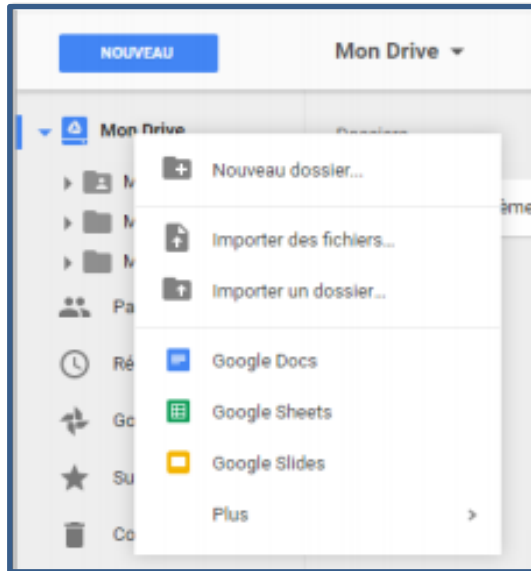 NOUVEAU
Mon Drive
Mon Drive
Nouveau dossier...
Importer des fichiers...
Importer un dossier...
Google Docs
Google Sheets
Google Slides
Plus